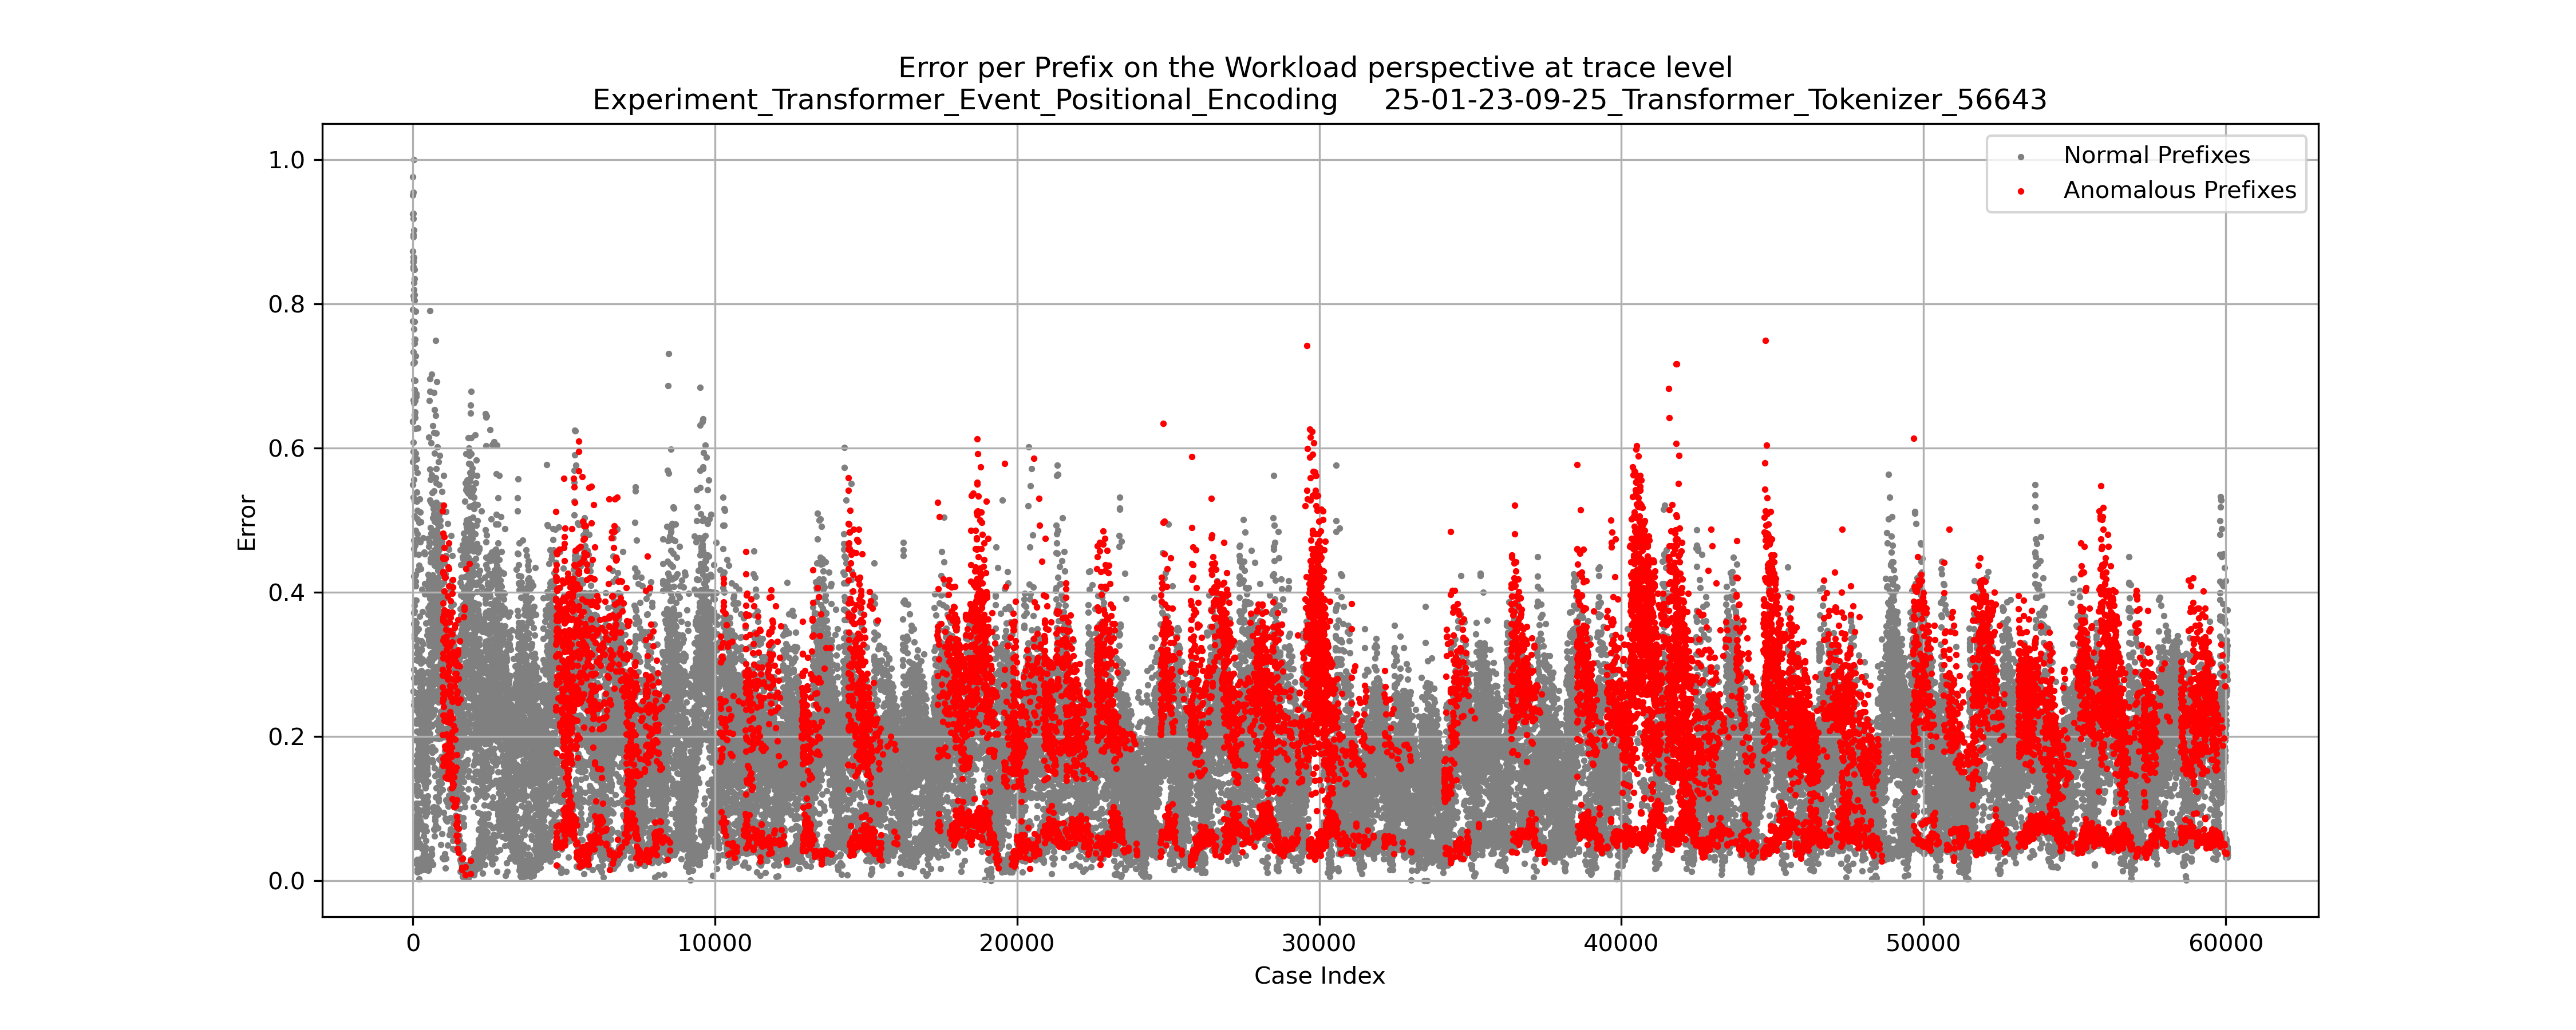 Error per Prefix on the Workload perspective at trace level
Experiment_Transformer_Event_Positional_Encoding     25-01-23-09-25_Transformer_Tokenizer_56643
Normal Prefixes
Anomalous Prefixes
1.0
0.8
0.6
0.4
0.2
0.0
Error
0
10000
20000
30000
40000
50000
60000
Case Index